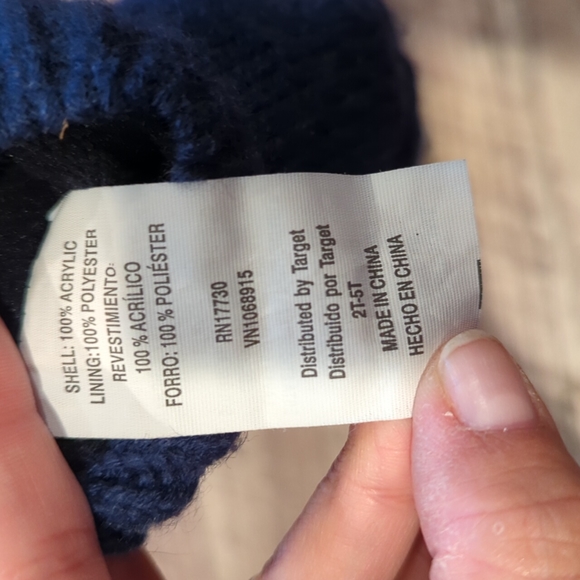 SHELL: 100% ACRYLIC
LINING:100% POLYESTER
REVESTIMIENTO:
100 % ACRÍLICO
FORRO: 100 % POLIÉSTER
RN17730
VN1068915
Distributed by Target
Distribuido por Target
2T-5T
MADE IN CHINA
HECHO EN CHINA